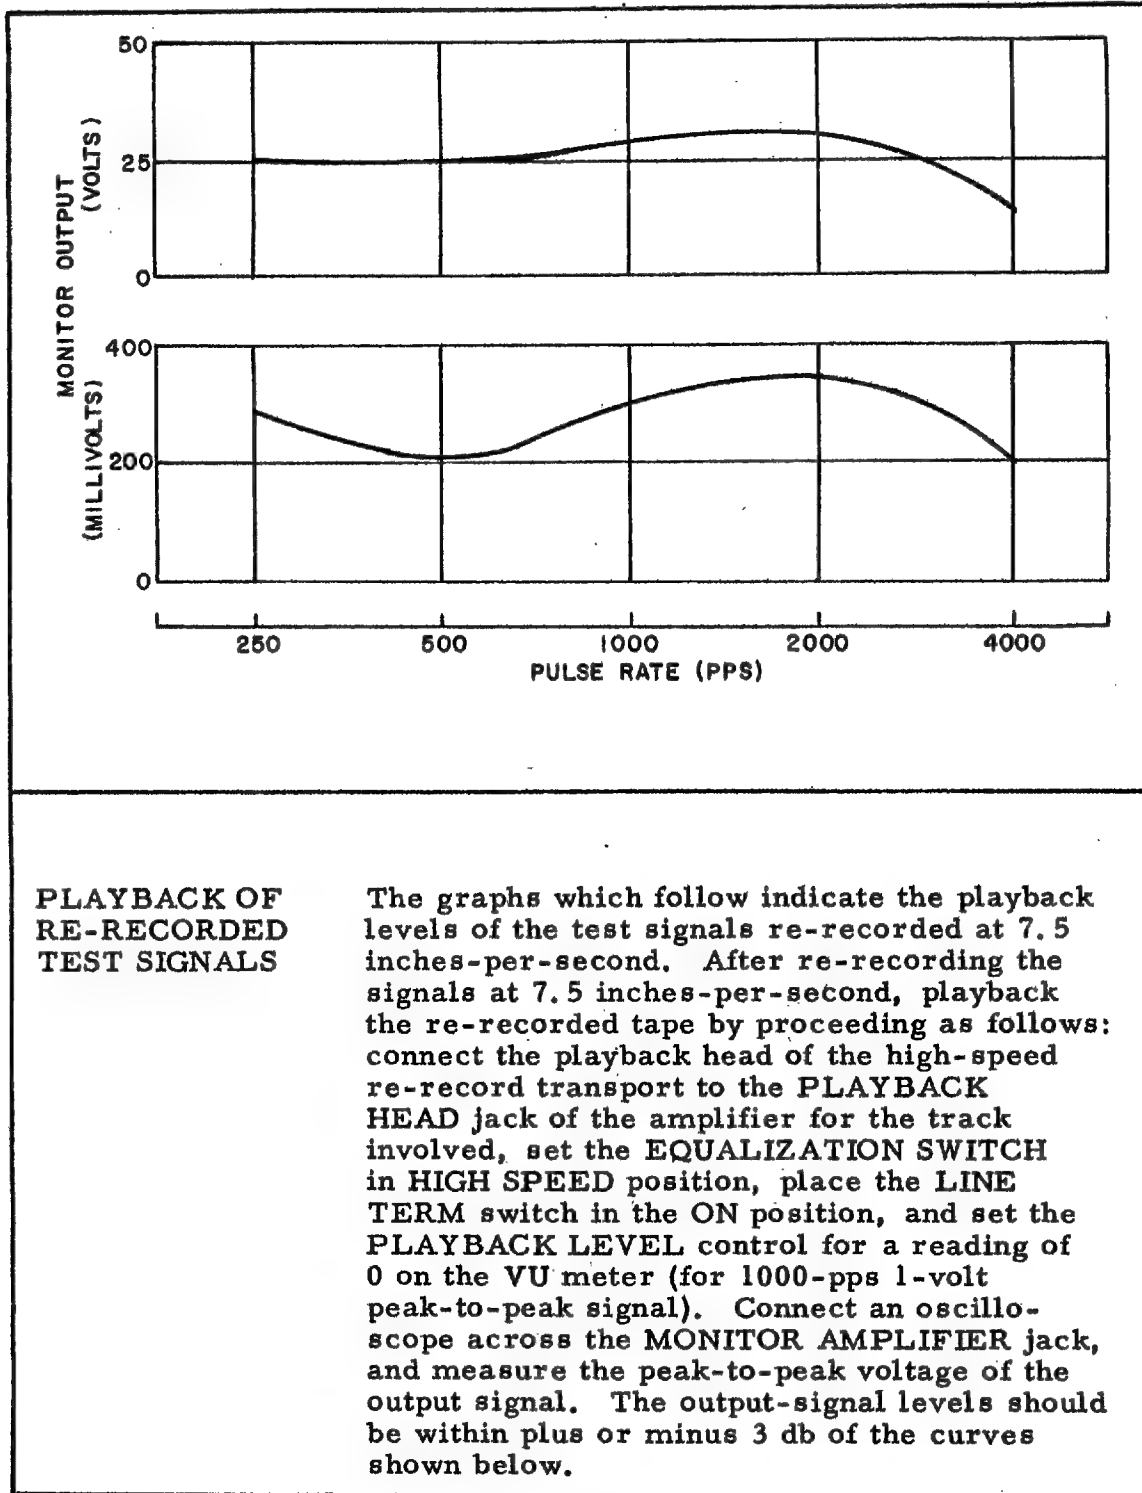 50
25
0
MONITOR OUTPUT
(VOLTS)
400
200
0
(MILLIVOLTS)
250 500 1000 2000 4000
PULSE RATE (PPS)
PLAYBACK OF
RE-RECORDED
TEST SIGNALS
The graphs which follow indicate the playback
levels of the test signals re-recorded at 7.5
inches-per-second. After re-recording the
signals at 7.5 inches-per-second, playback
the re-recorded tape by proceeding as follows:
connect the playback head of the high-speed
re-record transport to the PLAYBACK
HEAD jack of the amplifier for the track
involved, set the EQUALIZATION SWITCH
in HIGH SPEED position, place the LINE
TERM switch in the ON position, and set the
PLAYBACK LEVEL control for a reading of
0 on the VU meter (for 1000-pps 1-volt
peak-to-peak signal). Connect an oscillo-
scope across the MONITOR AMPLIFIER jack,
and measure the peak-to-peak voltage of the
output signal. The output-signal levels should
be within plus or minus 3 db of the curves
shown below.